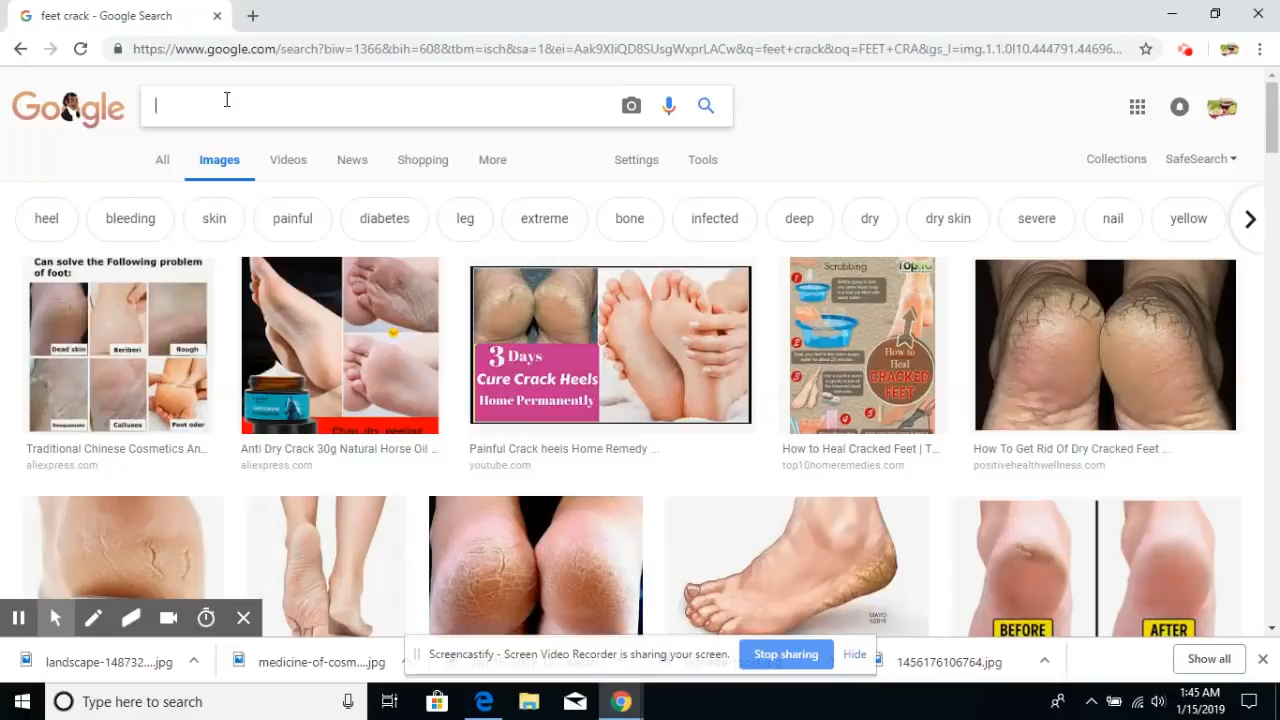 feet crack - Google Search
https://www.google.com/search?biw=1366&bih=608&tbm=isch&sa=1&ei=Aak9XIiQD8SUsgWxprLACw&q=feet+crack&oq=FEET+CRA&gs_l=img.1.1.0l10.444791.44696...
Google
All Images Videos News Shopping More Settings Tools
Collections SafeSearch
heel bleeding skin painful diabetes leg extreme bone infected deep dry dry skin severe nail yellow
Can solve the Following problem
of foot:
Dead skin Beriberi Rough
Calluses Foot odor
3 Days
Cure Crack Heels
Home Permanently
Scrubbing
How to
Heal
CRACKED
FEET
Traditional Chinese Cosmetics An...
aliexpress.com
Anti Dry Crack 30g Natural Horse Oil ...
aliexpress.com
Painful Crack heels Home Remedy ...
youtube.com
How to Heal Cracked Feet | T...
top10homeremedies.com
How To Get Rid Of Dry Cracked Feet ...
positivehealthwellness.com
MAYO
©2015
BEFORE
AFTER
Screencastify - Screen Video Recorder is sharing your screen. Stop sharing Hide
landscape-148732....jpg
medicine-of-cosm....jpg
1456176106764.jpg
Show all
Type here to search
1:45 AM
1/15/2019